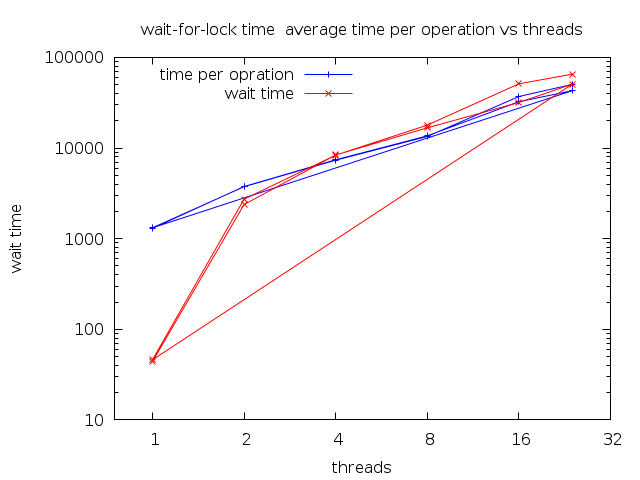 wait-for-lock time  average time per operation vs threads
100000
10000
1000
100
10
wait time
time per opration
wait time
1
2
4
8
16
32
threads